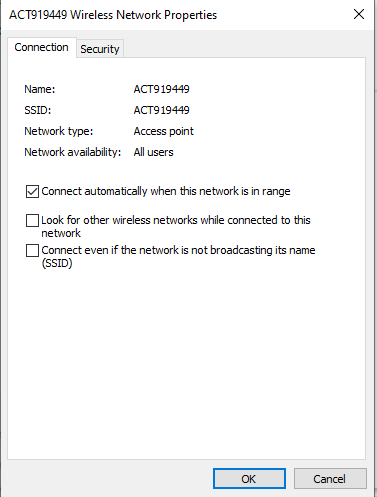 ACT919449 Wireless Network Properties
Connection
Security
Name: ACT919449
SSID: ACT919449
Network type: Access point
Network availability: All users
Connect automatically when this network is in range
Look for other wireless networks while connected to this
network
Connect even if the network is not broadcasting its name
(SSID)
OK
Cancel